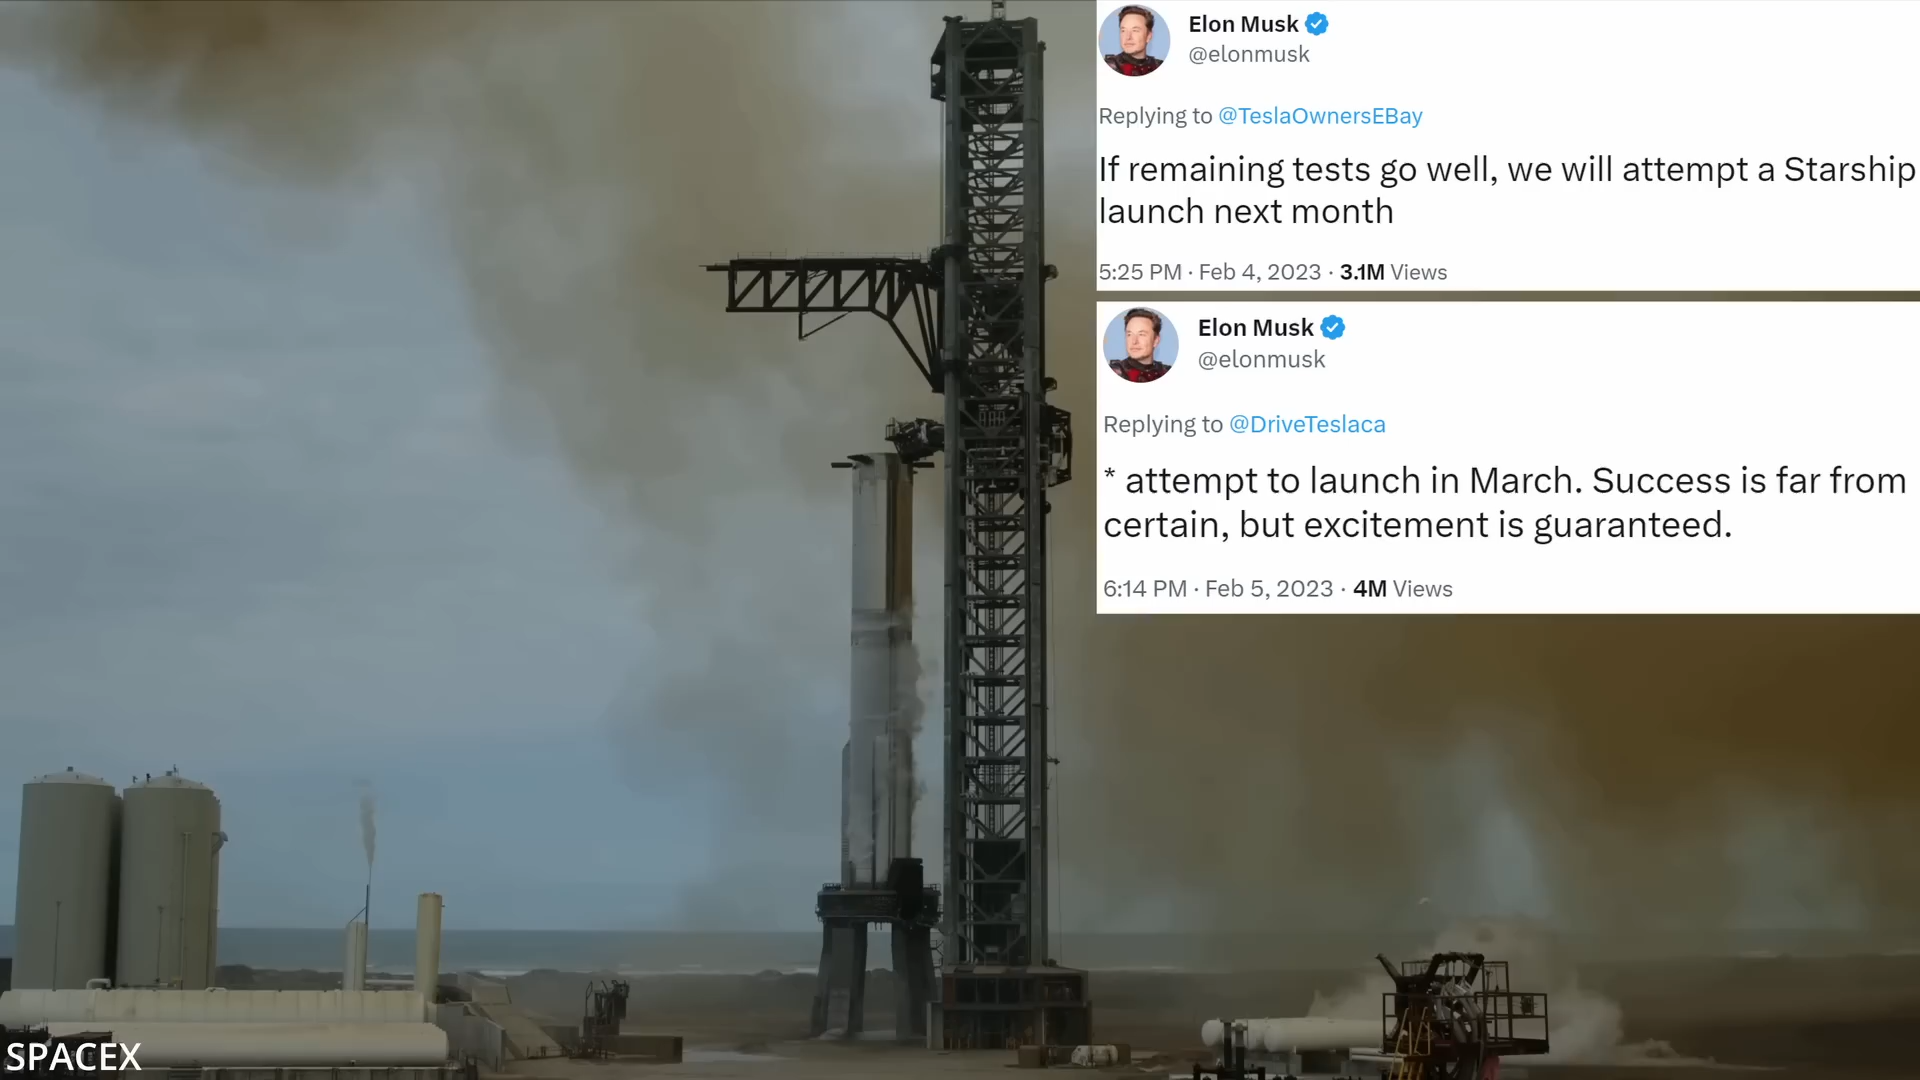 Elon Musk
@elonmusk
Replying to @TeslaOwnersEBay
If remaining tests go well, we will attempt a Starship
launch next month
5:25 PM · Feb 4, 2023 · 3.1M Views
Elon Musk
@elonmusk
Replying to @DriveTeslaca
* attempt to launch in March. Success is far from
certain, but excitement is guaranteed.
6:14 PM · Feb 5, 2023 · 4M Views
SPACEX